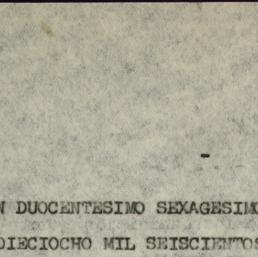 N DUOCENTESIMO SEXAGESIMO
DIECIOCHO MIL SEISCIENTOS